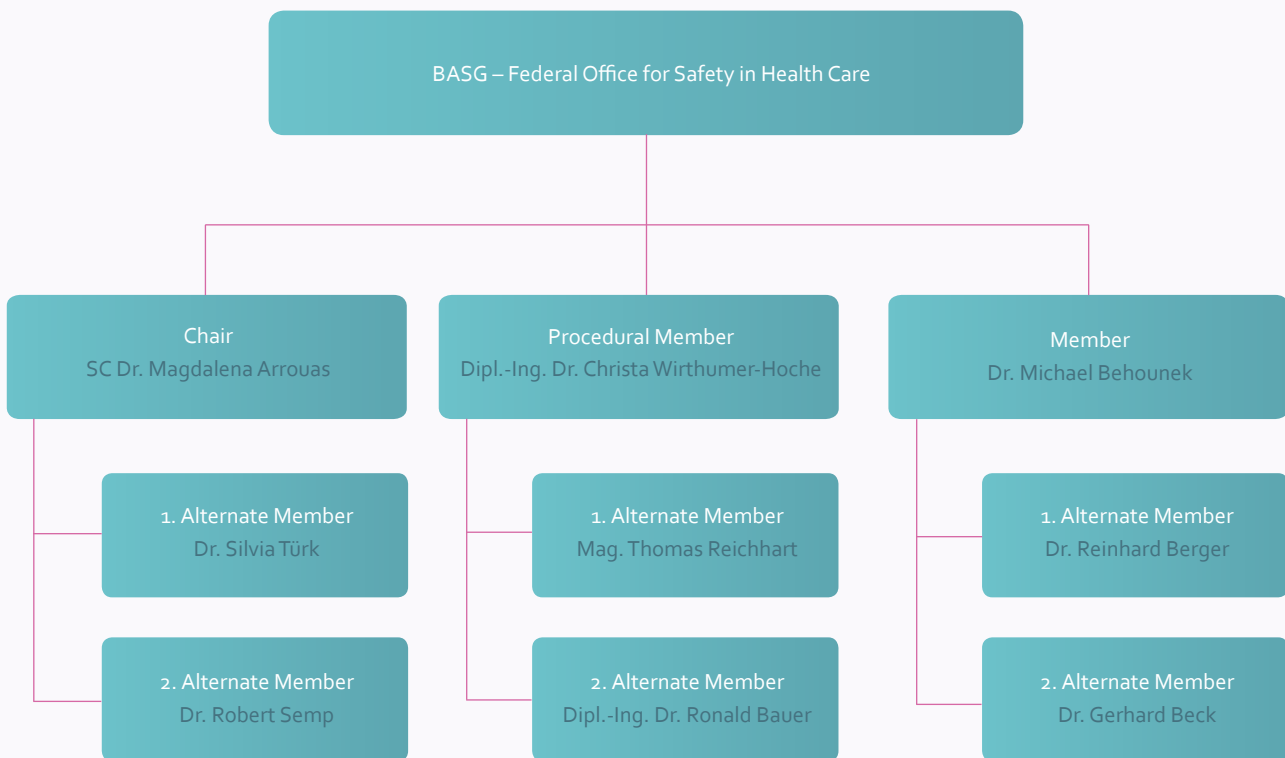 BASG – Federal Office for Safety in Health Care
Chair
SC Dr. Magdalena Arrouas
Procedural Member
Dipl.-Ing. Dr. Christa Wirthumer-Hoche
Member
Dr. Michael Behounek
1. Alternate Member
Dr. Silvia Türk
1. Alternate Member
Mag. Thomas Reichhart
1. Alternate Member
Dr. Reinhard Berger
2. Alternate Member
Dr. Robert Semp
2. Alternate Member
Dipl.-Ing. Dr. Ronald Bauer
2. Alternate Member
Dr. Gerhard Beck